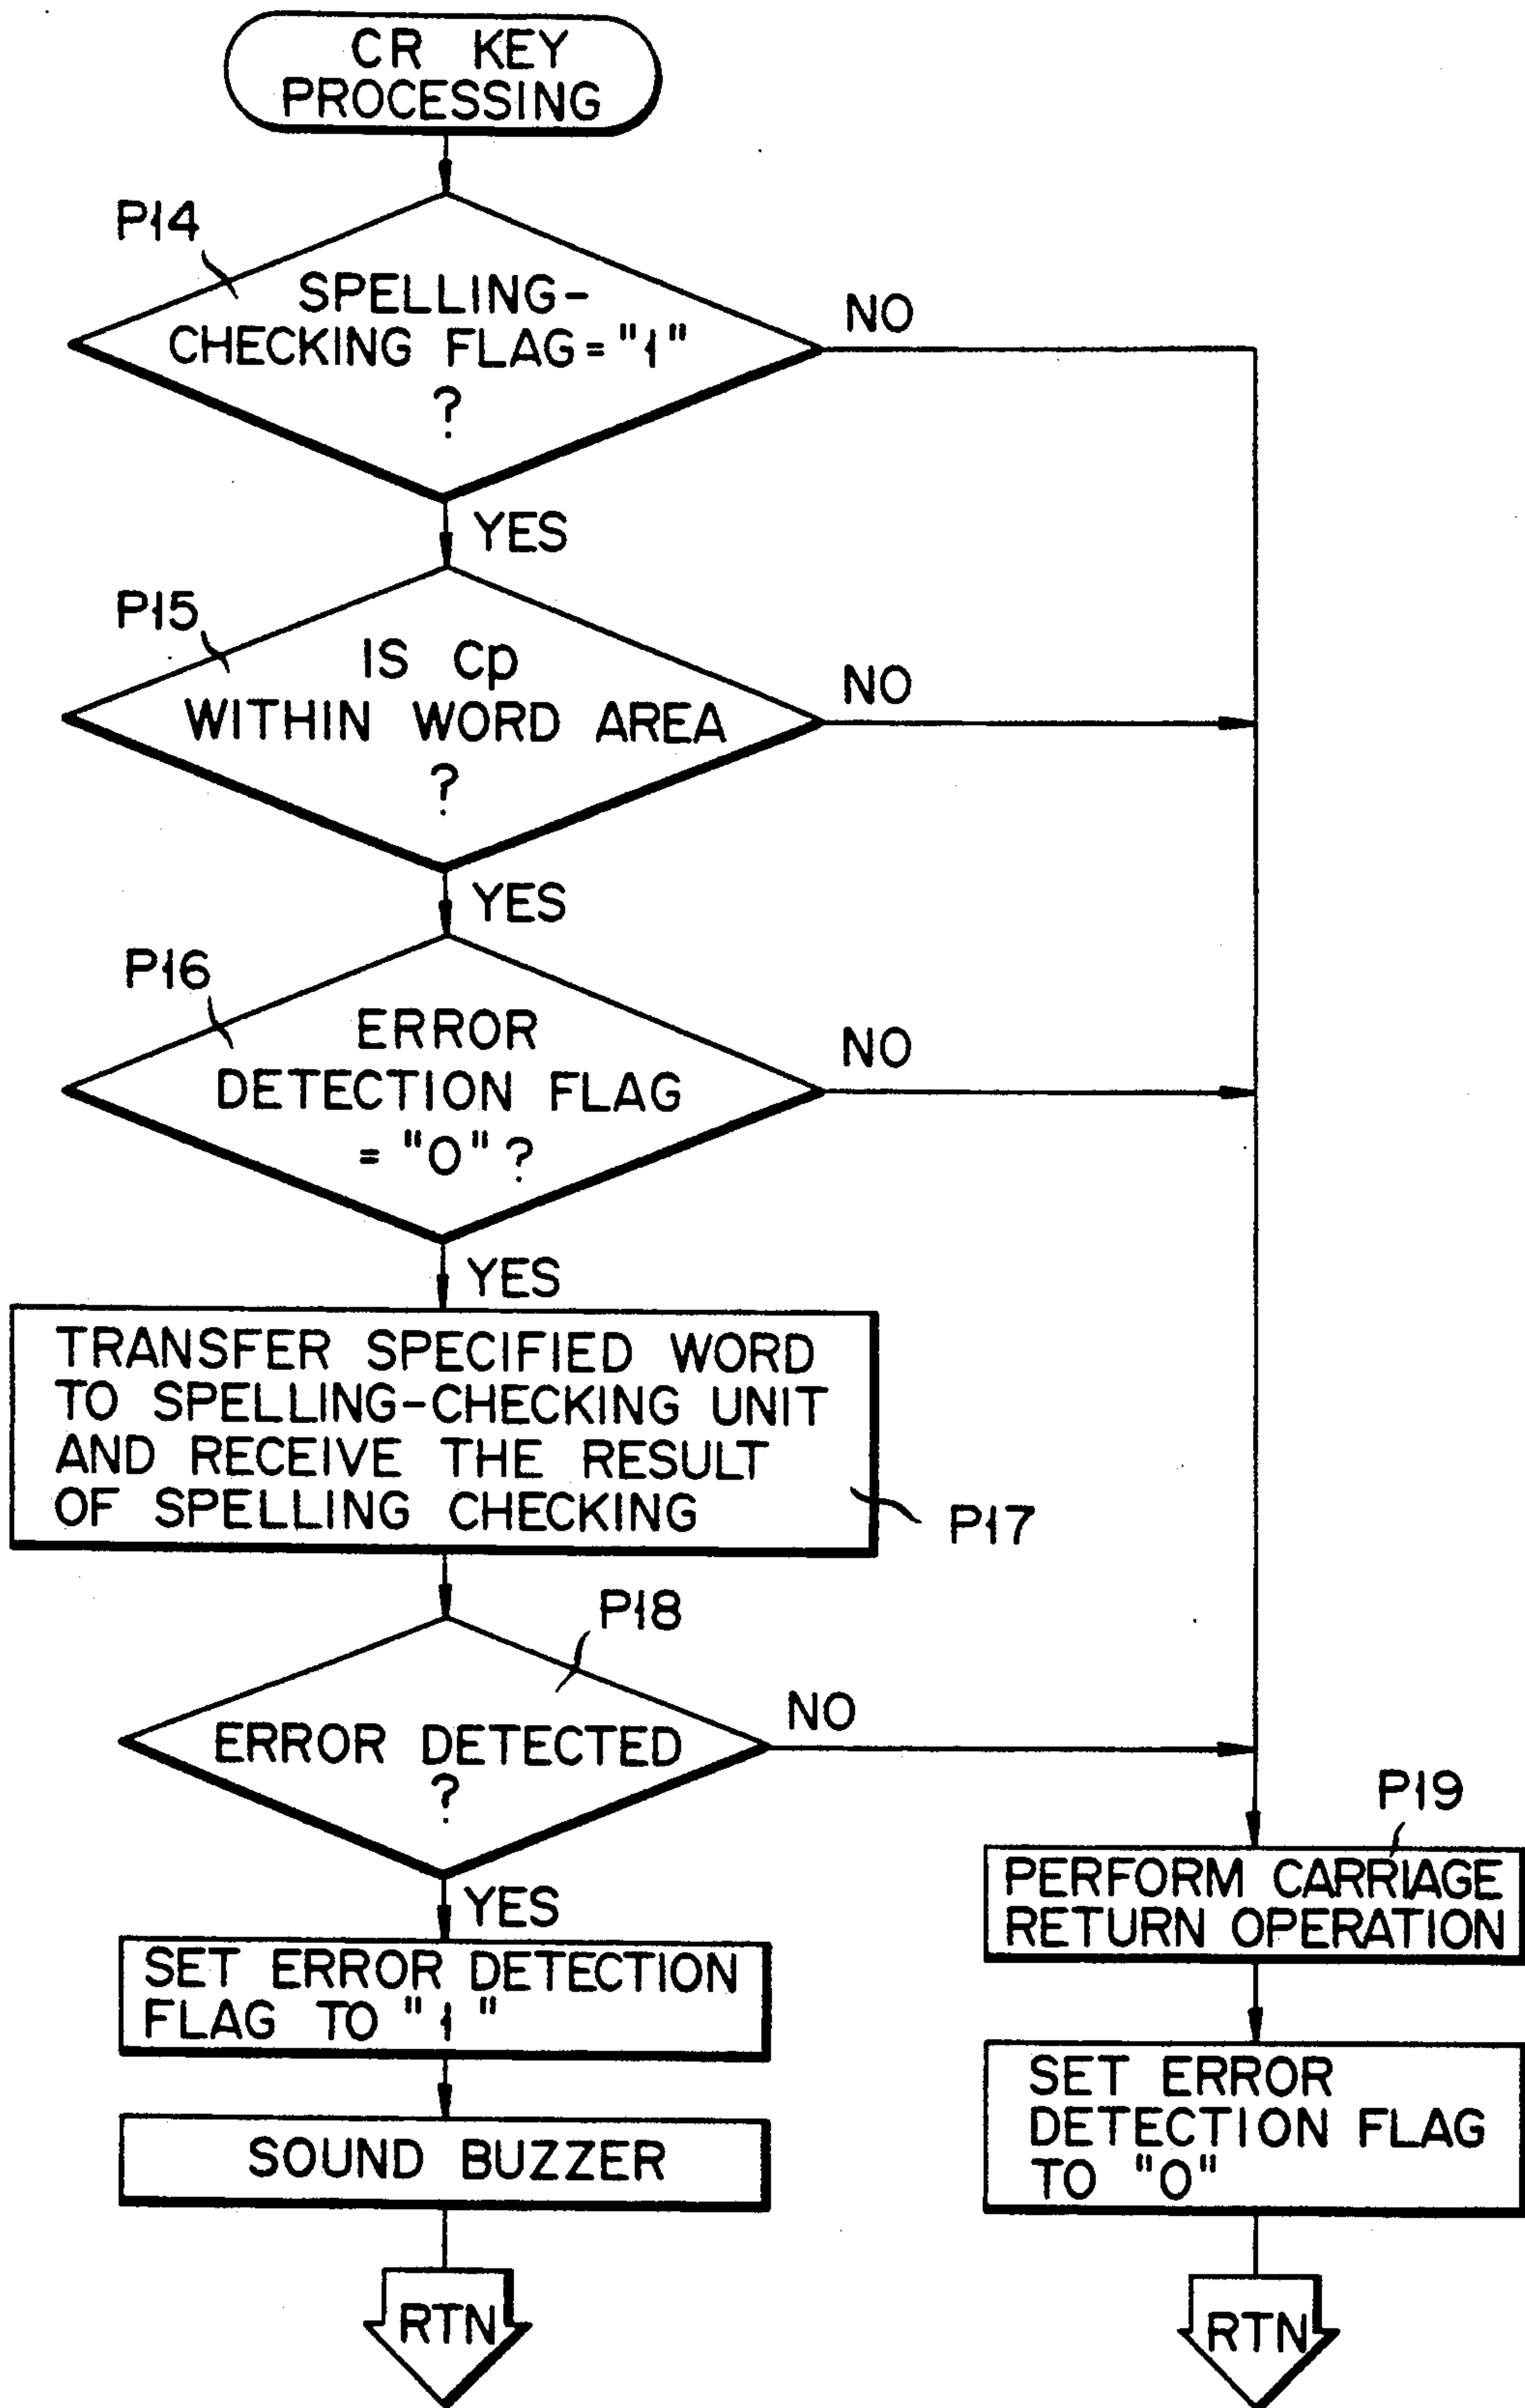 CR KEY
PROCESSING
P14
SPELLING-
CHECKING FLAG="1"
?
NO
YES
P15
IS Cp
WITHIN WORD AREA
?
NO
YES
P16
ERROR
DETECTION FLAG
= "0"?
NO
YES
TRANSFER SPECIFIED WORD
TO SPELLING-CHECKING UNIT
AND RECEIVE THE RESULT
OF SPELLING CHECKING
P17
P18
ERROR DETECTED
?
NO
YES
SET ERROR DETECTION
FLAG TO "1"
SOUND BUZZER
RTN
P19
PERFORM CARRIAGE
RETURN OPERATION
SET ERROR
DETECTION FLAG
TO "0"
RTN